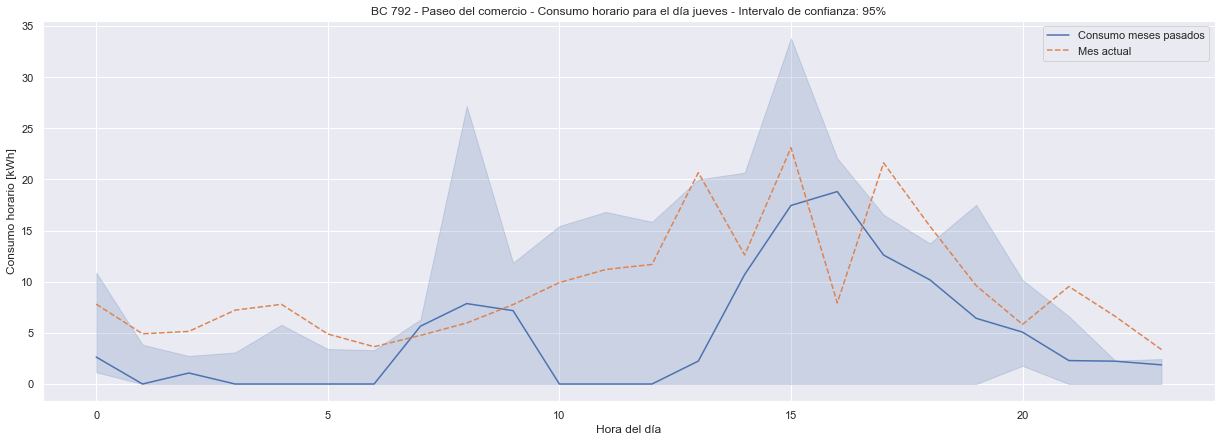 BC 792 - Paseo del comercio - Consumo horario para el día jueves - Intervalo de confianza: 95%
Consumo meses pasados
Mes actual
Consumo horario [kWh]
35
30
25
20
15
10
5
0
0
5
10
15
20
Hora del día